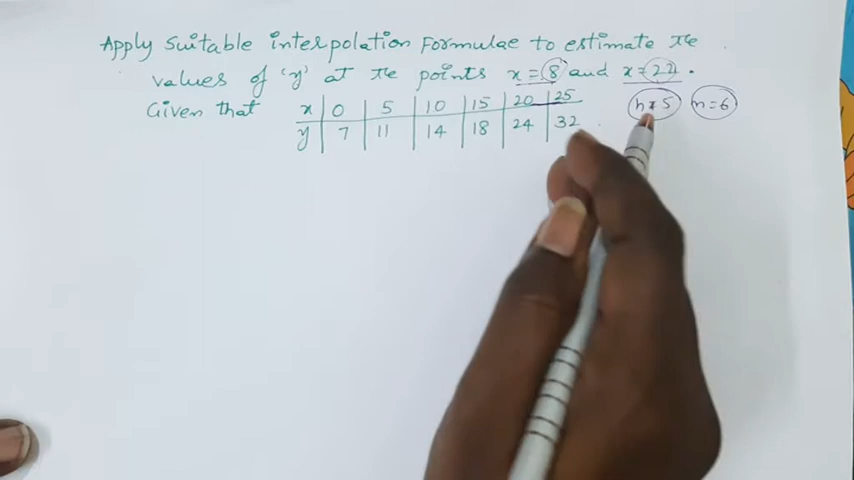 Apply Suitable interpolation Formulae to estimate the
values of 'y' at the points x = 8 and x = 22.
Given that x 0 5 10 15 20 25 h = 5 n = 6
y 7 11 14 18 24 32